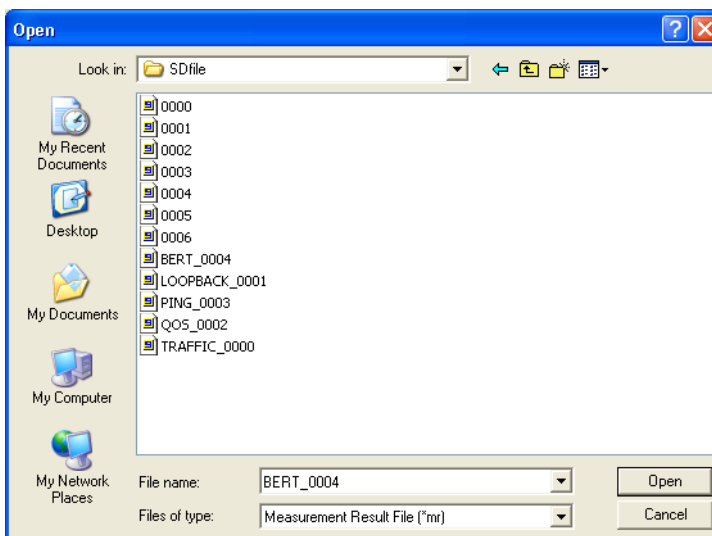 Open
Look in: SDfile
My Recent
Documents
Desktop
My Documents
My Computer
My Network
Places
0000
0001
0002
0003
0004
0005
0006
BERT_0004
LOOPBACK_0001
PING_0003
QOS_0002
TRAFFIC_0000
File name: BERT_0004 Open
Files of type: Measurement Result File (*mr) Cancel